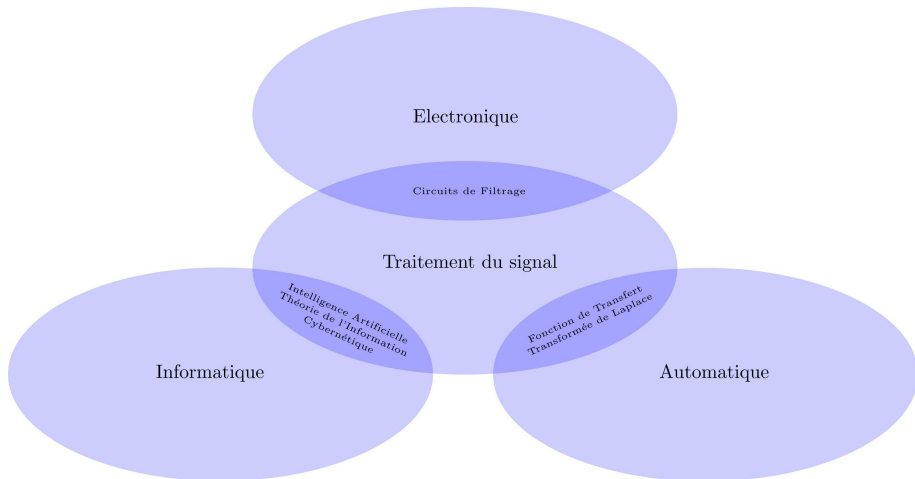 Electronique
Circuits de Filtrage
Traitement du signal
Intelligence Artificielle
Théorie de l'Information
Cybernétique
Fonction de Transfert
Transformée de Laplace
Informatique
Automatique